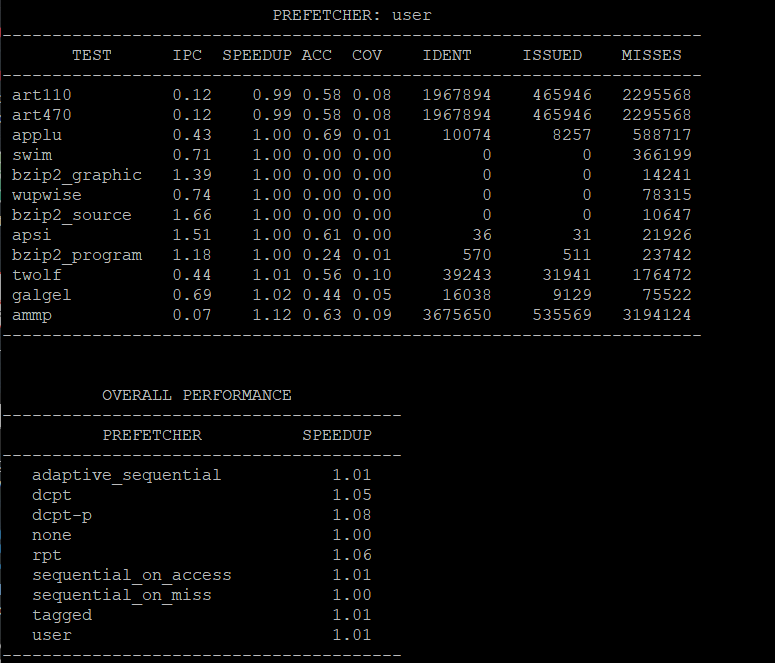 PREFETCHER: user
--------------------------------------------------------------------
TEST IPC SPEEDUP ACC COV IDENT ISSUED MISSES
--------------------------------------------------------------------
art110 0.12 0.99 0.58 0.08 1967894 465946 2295568
art470 0.12 0.99 0.58 0.08 1967894 465946 2295568
applu 0.43 1.00 0.69 0.01 10074 8257 588717
swim 0.71 1.00 0.00 0.00 0 0 366199
bzip2_graphic 1.39 1.00 0.00 0.00 0 0 14241
wupwise 0.74 1.00 0.00 0.00 0 0 78315
bzip2_source 1.66 1.00 0.00 0.00 0 0 10647
apsi 1.51 1.00 0.61 0.00 36 31 21926
bzip2_program 1.18 1.00 0.24 0.01 570 511 23742
twolf 0.44 1.01 0.56 0.10 39243 31941 176472
galgel 0.69 1.02 0.44 0.05 16038 9129 75522
ammp 0.07 1.12 0.63 0.09 3675650 535569 3194124
--------------------------------------------------------------------
OVERALL PERFORMANCE
----------------------------------------
PREFETCHER SPEEDUP
----------------------------------------
adaptive_sequential 1.01
dcpt 1.05
dcpt-p 1.08
none 1.00
rpt 1.06
sequential_on_access 1.01
sequential_on_miss 1.00
tagged 1.01
user 1.01
----------------------------------------